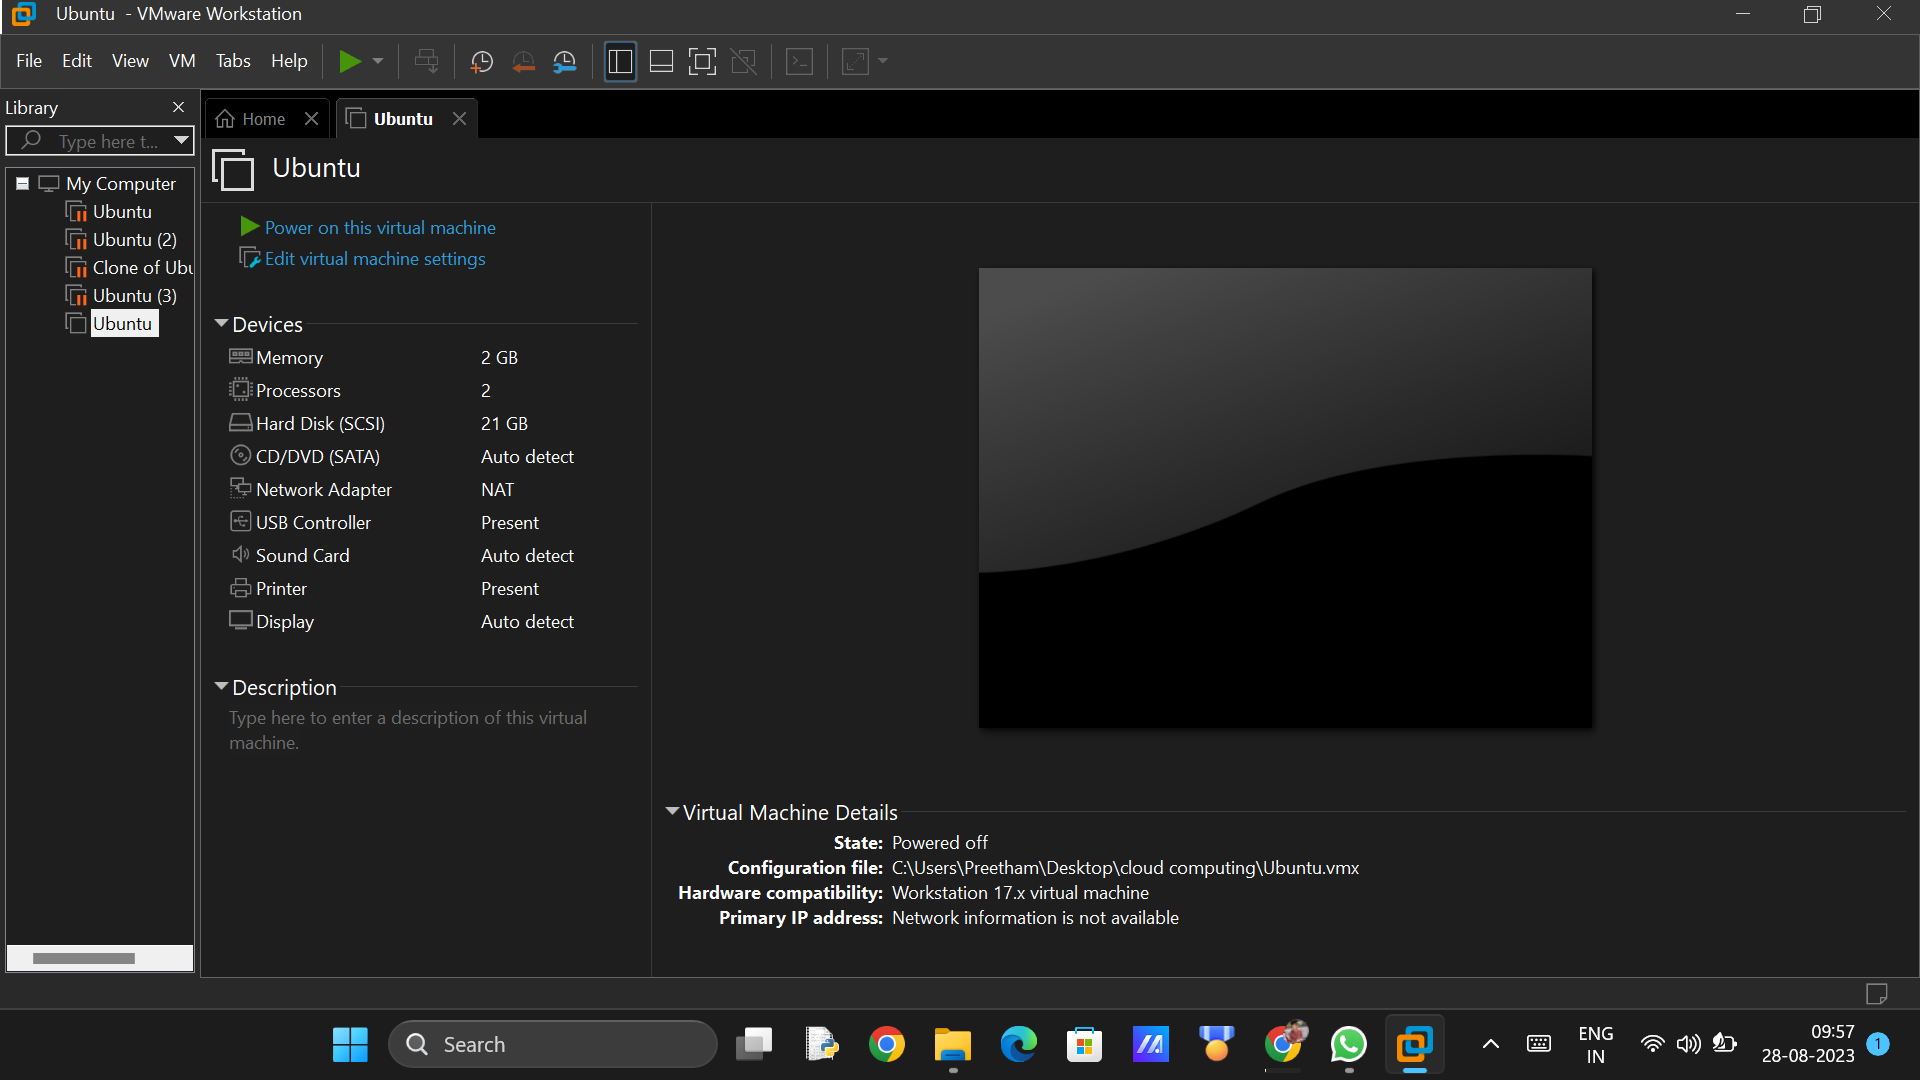 Ubuntu - VMware Workstation
File Edit View VM Tabs Help
Library
Type here t...
My Computer
Ubuntu
Ubuntu (2)
Clone of Ubu
Ubuntu (3)
Ubuntu
Home
Ubuntu
Ubuntu
Power on this virtual machine
Edit virtual machine settings
Devices
Memory 2 GB
Processors 2
Hard Disk (SCSI) 21 GB
CD/DVD (SATA) Auto detect
Network Adapter NAT
USB Controller Present
Sound Card Auto detect
Printer Present
Display Auto detect
Description
Type here to enter a description of this virtual
machine.
Virtual Machine Details
State: Powered off
Configuration file: C:\Users\Preetham\Desktop\cloud computing\Ubuntu.vmx
Hardware compatibility: Workstation 17.x virtual machine
Primary IP address: Network information is not available
Search
ENG
IN
09:57
28-08-2023
1